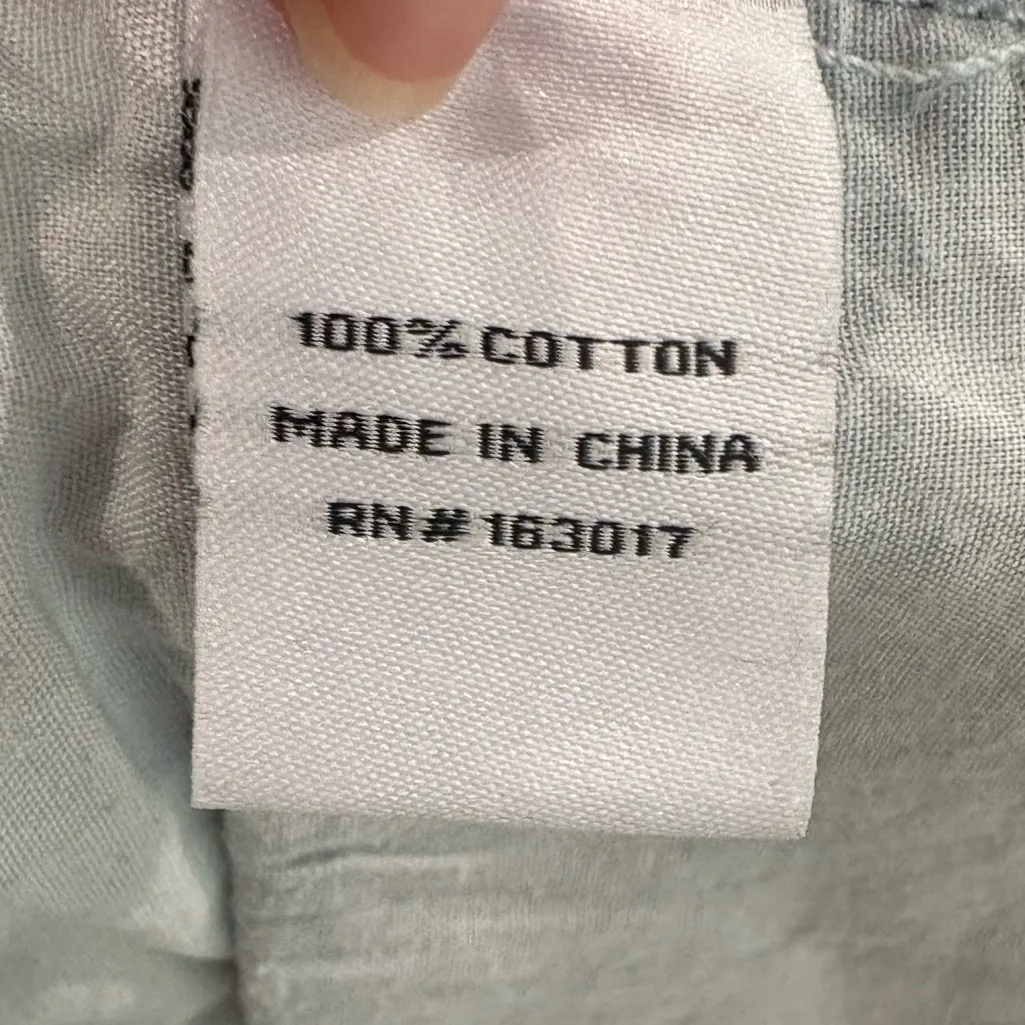 100% COTTON
MADE IN CHINA
RN# 163017